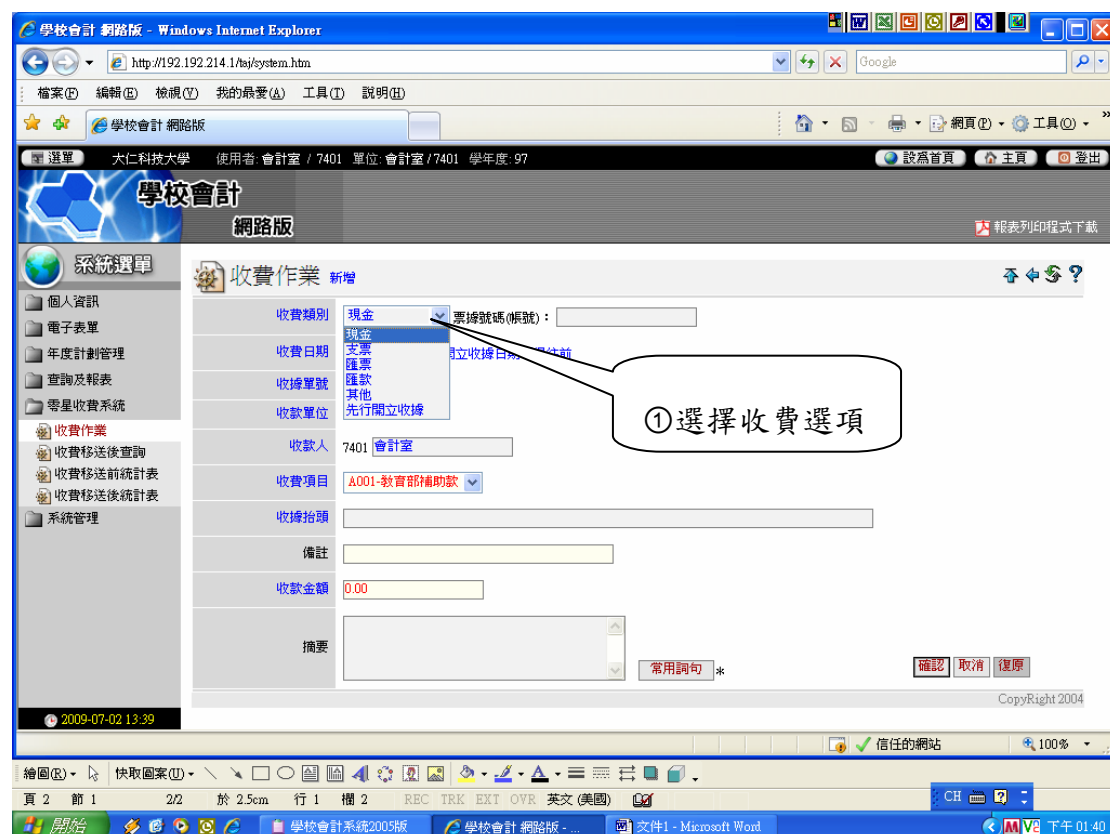 學校會計 網路版 - Windows Internet Explorer
http://192.192.214.1/taj/system.htm
Google
檔案(F) 編輯(E) 檢視(V) 我的最愛(A) 工具(T) 說明(H)
學校會計 網路版
網頁(P) 工具(O)
選單 大仁科技大學 使用者: 會計室 / 7401 單位: 會計室 / 7401 學年度: 97 設為首頁 主頁 登出
學校會計
網路版
報表列印程式下載
系統選單
個人資訊
電子表單
年度計劃管理
查詢及報表
零星收費系統
收費作業
收費移送後查詢
收費移送前統計表
收費移送後統計表
系統管理
收費作業 新增
收費類別 現金 票據號碼(帳號)：
現金
支票
匯票
匯款
其他
先行開立收據
收費日期
收據單號
收款單位
①選擇收費選項
收款人 7401 會計室
收費項目 A001-教育部補助款
收據抬頭
備註
收款金額 0.00
摘要
常用詞句 *
確認 取消 復原
CopyRight 2004
2009-07-02 13:39
信任的網站 100%
繪圖(R) 快取圖案(U)
頁 2 節 1 2/2 於 2.5cm 行 1 欄 2 REC TRK EXT OVR 英文 (美國)
CH
開始 學校會計系統2005版 學校會計 網路版 - ... 文件1 - Microsoft Word 下午 01:40